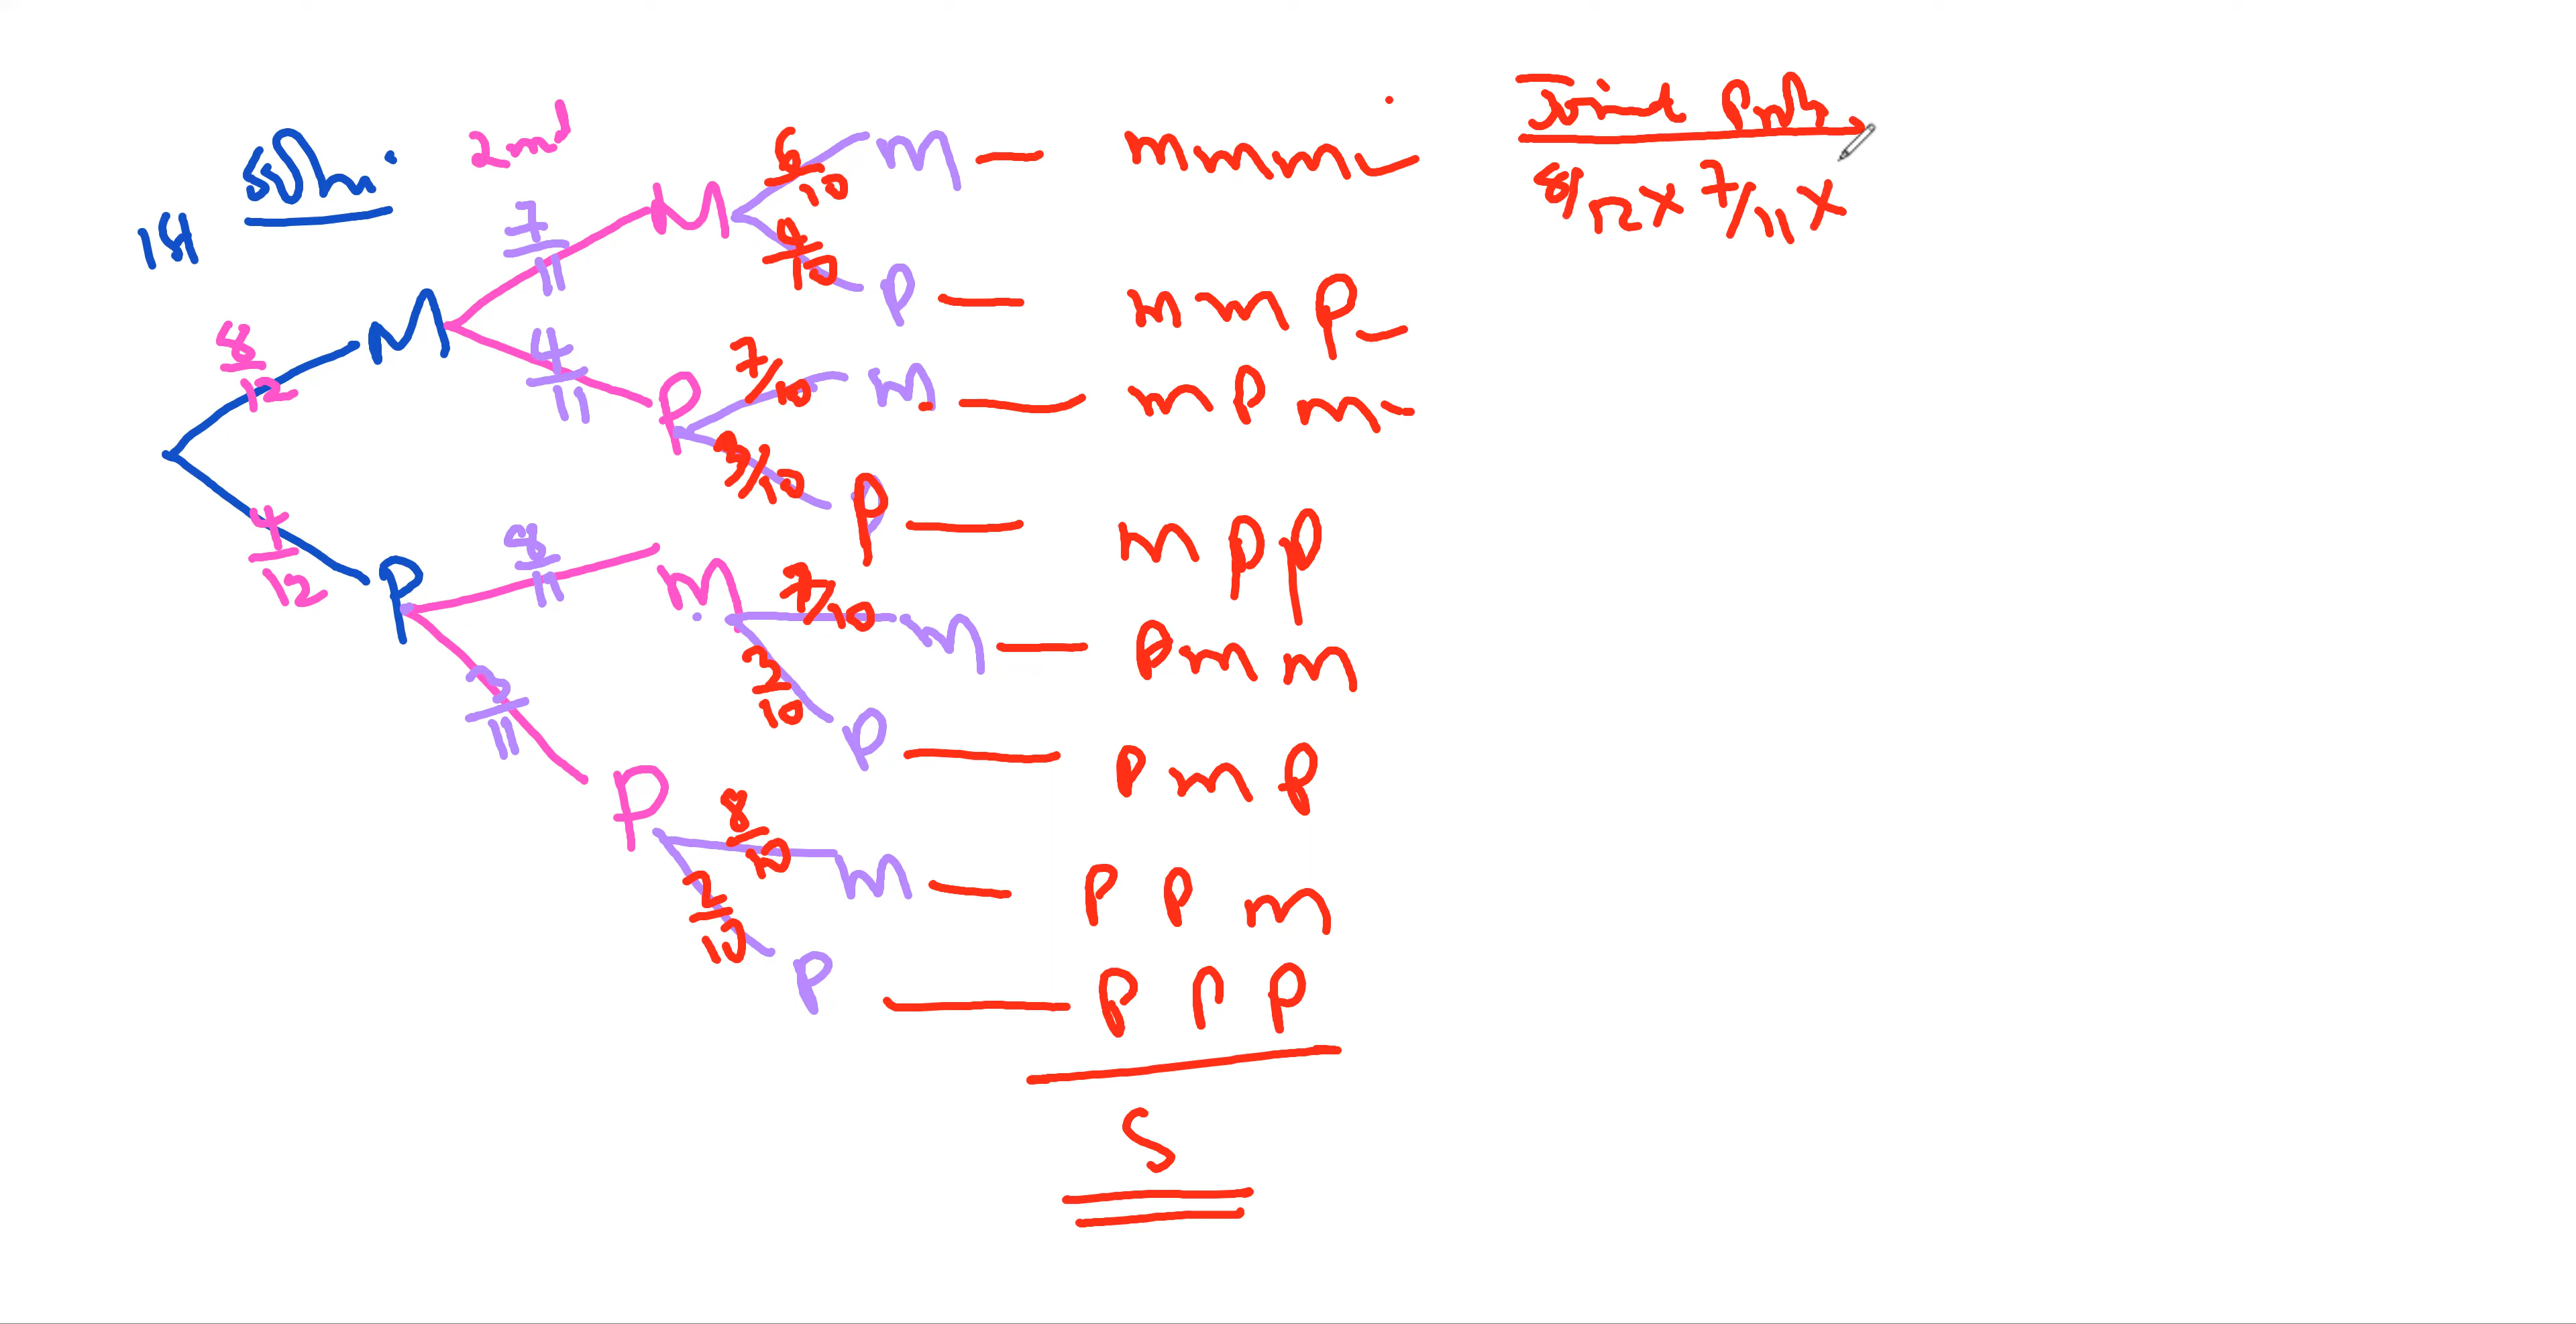 Soln.
1st
2nd
Joint Prob
8/12 M
7/11 M
6/10 m — mmm 8/12 x 7/11 x
4/10 P — mmP
4/11 P
7/10 m — mPm
3/10 P — mPP
4/12 P
8/11 m
7/10 m — Pmm
3/10 P — PmP
3/11 P
8/10 m — PPm
2/10 P — PPP
S